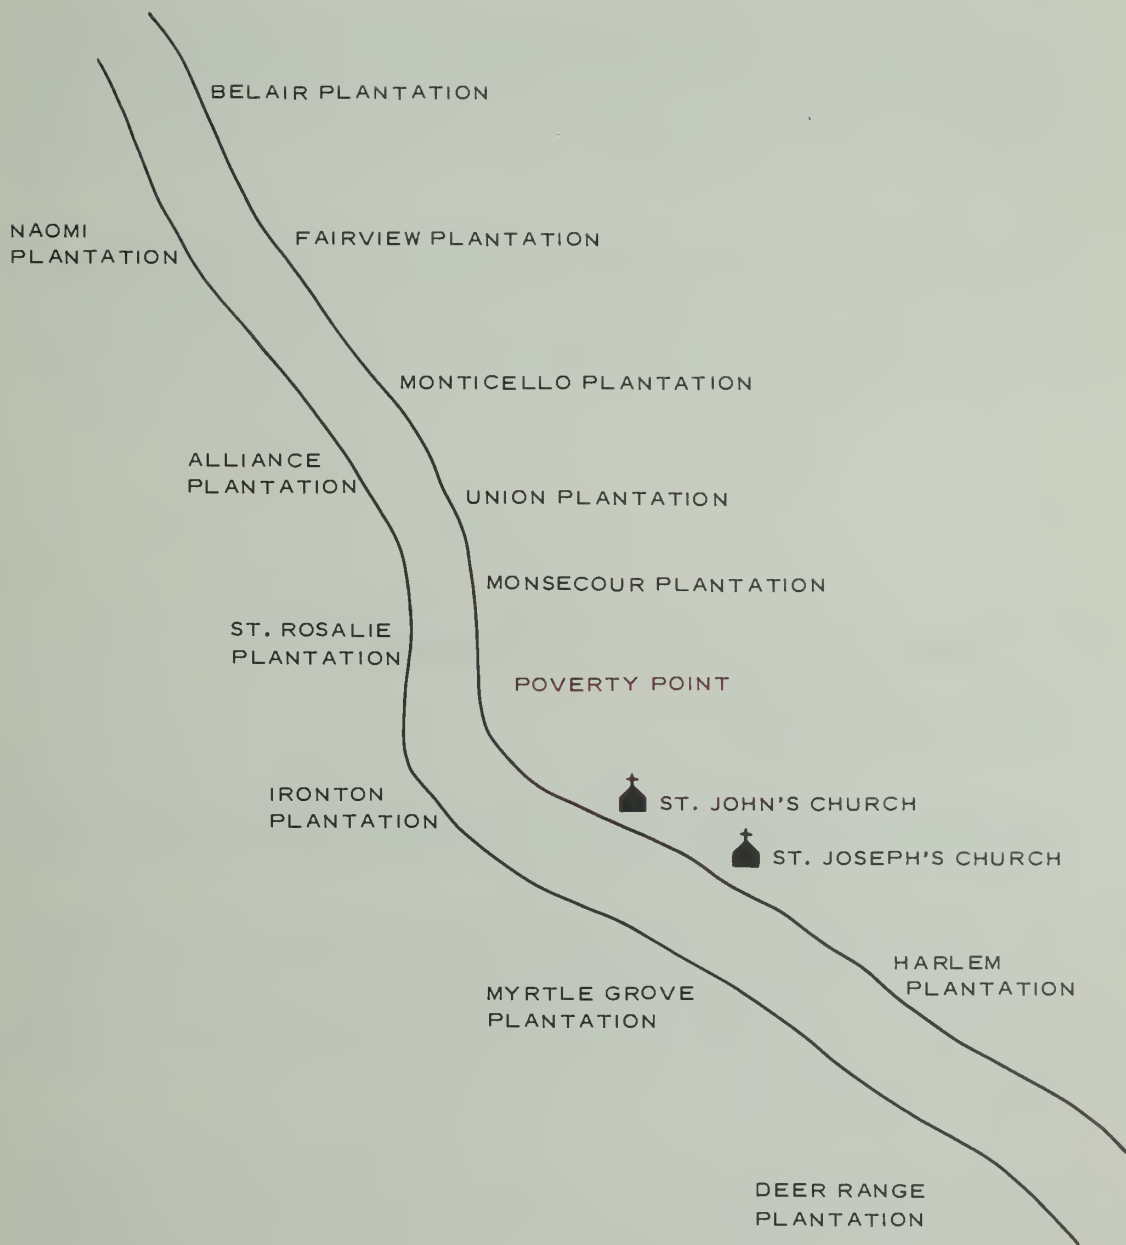 BELAIR PLANTATION
NAOMI
PLANTATION
FAIRVIEW PLANTATION
MONTICELLO PLANTATION
ALLIANCE
PLANTATION
UNION PLANTATION
MONSECOUR PLANTATION
ST. ROSALIE
PLANTATION
POVERTY POINT
IRONTON
PLANTATION
ST. JOHN'S CHURCH
ST. JOSEPH'S CHURCH
HARLEM
PLANTATION
MYRTLE GROVE
PLANTATION
DEER RANGE
PLANTATION